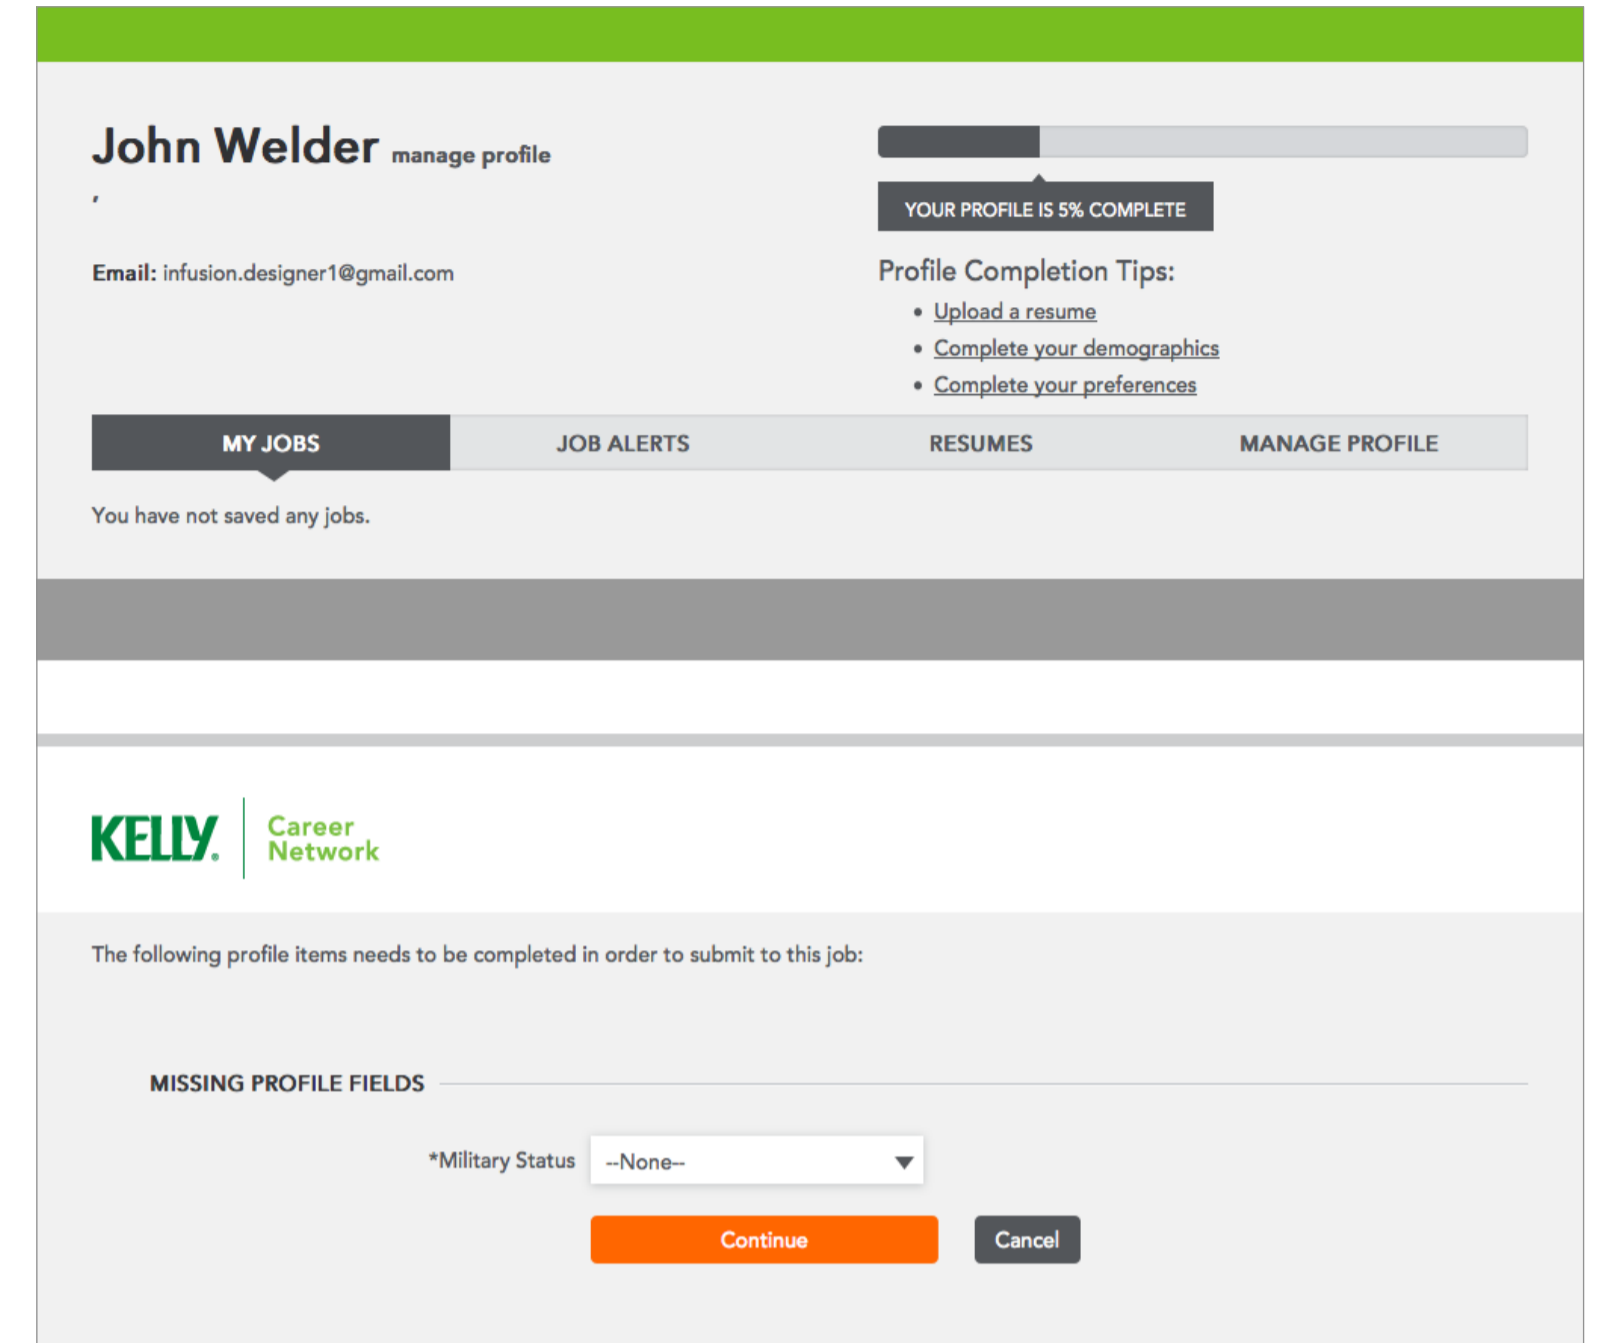 John Welder manage profile
,
Email: infusion.designer1@gmail.com
YOUR PROFILE IS 5% COMPLETE
Profile Completion Tips:
• Upload a resume
• Complete your demographics
• Complete your preferences
MY JOBS JOB ALERTS RESUMES MANAGE PROFILE
You have not saved any jobs.
KELLY®
Career
Network
The following profile items needs to be completed in order to submit to this job:
MISSING PROFILE FIELDS
*Military Status --None--
Continue Cancel